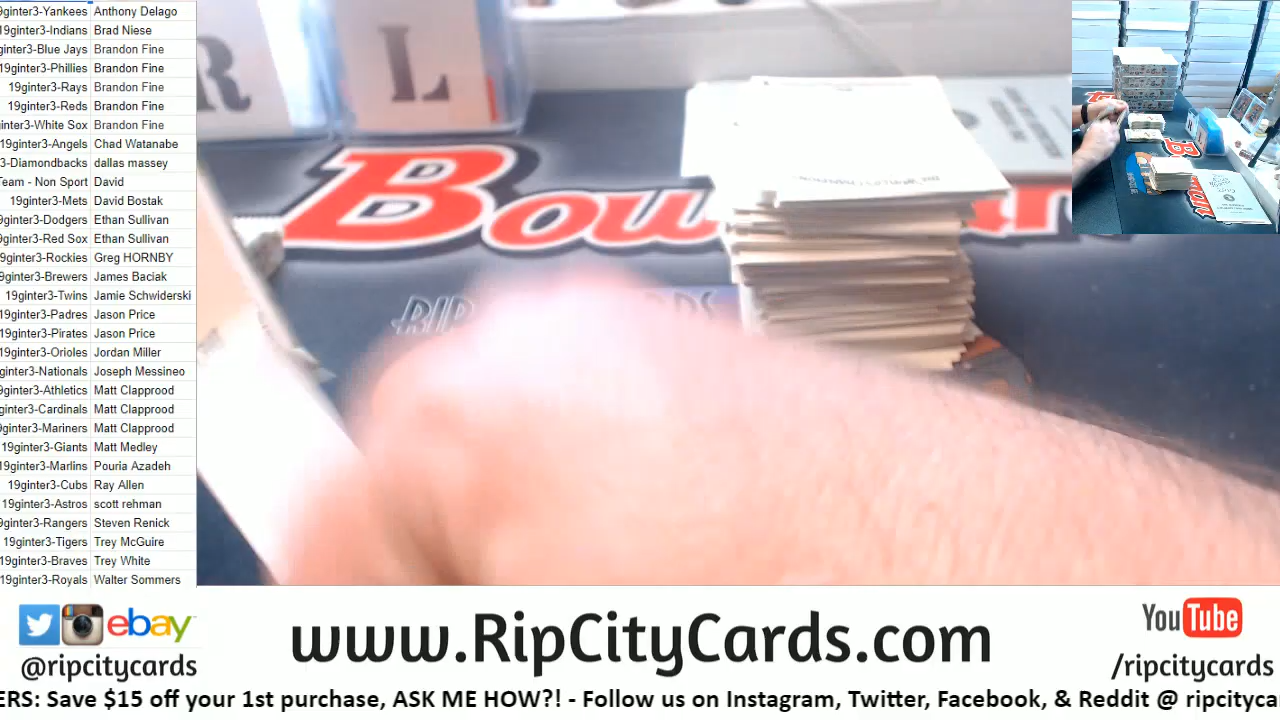 9ginter3-Yankees Anthony Delago
19ginter3-Indians Brad Niese
ginter3-Blue Jays Brandon Fine
19ginter3-Phillies Brandon Fine
19ginter3-Rays Brandon Fine
19ginter3-Reds Brandon Fine
ginter3-White Sox Brandon Fine
19ginter3-Angels Chad Watanabe
3-Diamondbacks dallas massey
Team - Non Sport David
19ginter3-Mets David Bostak
9ginter3-Dodgers Ethan Sullivan
9ginter3-Red Sox Ethan Sullivan
9ginter3-Rockies Greg HORNBY
9ginter3-Brewers James Baciak
19ginter3-Twins Jamie Schwiderski
19ginter3-Padres Jason Price
19ginter3-Pirates Jason Price
19ginter3-Orioles Jordan Miller
ginter3-Nationals Joseph Messineo
9ginter3-Athletics Matt Clapprood
ginter3-Cardinals Matt Clapprood
9ginter3-Mariners Matt Clapprood
19ginter3-Giants Matt Medley
19ginter3-Marlins Pouria Azadeh
19ginter3-Cubs Ray Allen
19ginter3-Astros scott rehman
9ginter3-Rangers Steven Renick
19ginter3-Tigers Trey McGuire
19ginter3-Braves Trey White
19ginter3-Royals Walter Sommers
R L
Bow
RIP
ebay
@ripcitycards
www.RipCityCards.com
YouTube
/ripcitycards
ERS: Save $15 off your 1st purchase, ASK ME HOW?! - Follow us on Instagram, Twitter, Facebook, & Reddit @ ripcityca